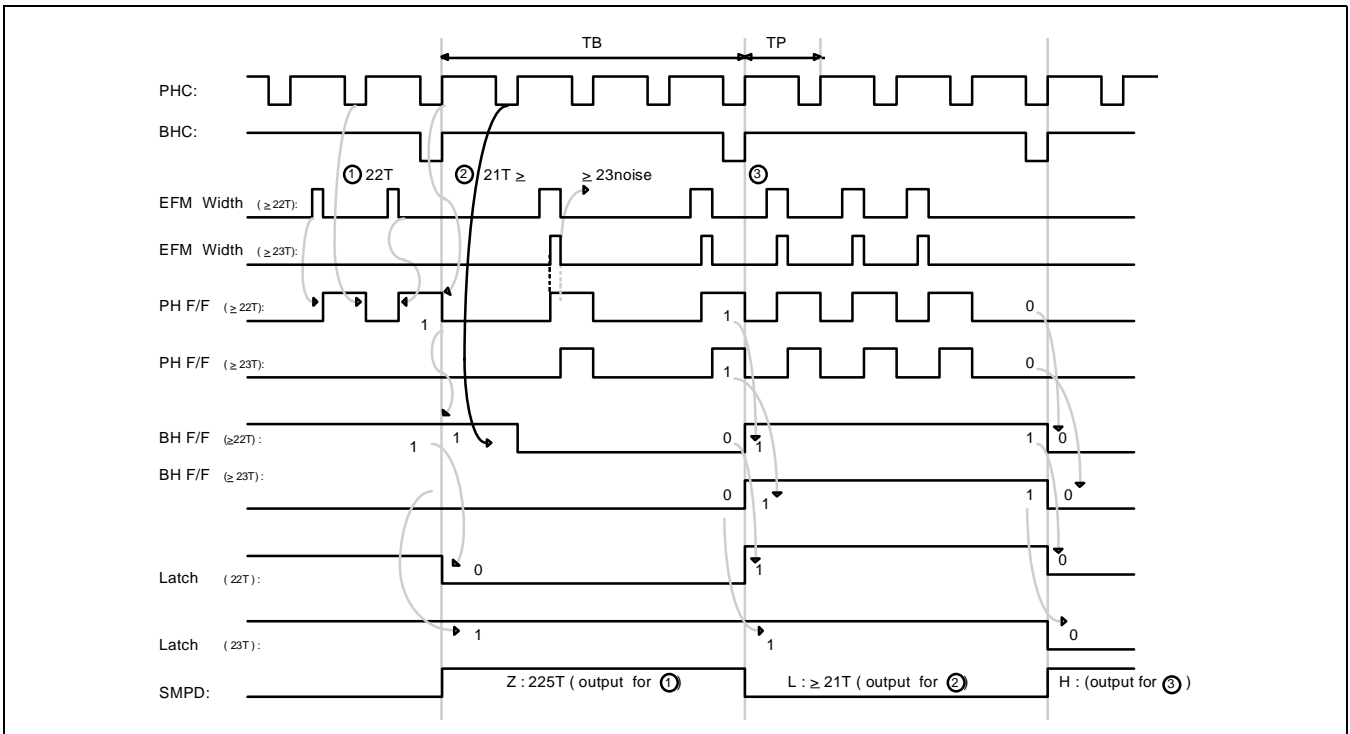 TB TP
PHC:
BHC:
① 22T ② 21T ≥ ≥ 23noise ③
EFM Width (≥22T):
EFM Width (≥23T):
PH F/F (≥22T): 1 1 0
PH F/F (≥23T): 1 0
BH F/F (≥22T): 1 1 0 1 1 0
BH F/F (≥23T): 0 1 1 0
Latch (22T): 0 1 0
Latch (23T): 1 1 0
SMPD: Z : 225T ( output for ①) L : ≥ 21T ( output for ②) H : (output for ③ )